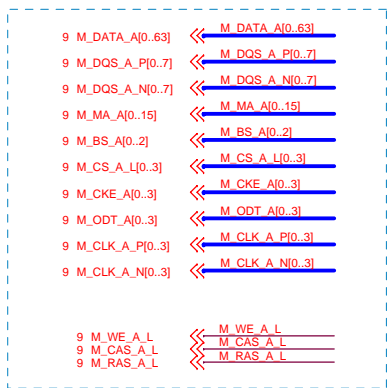 9 M_DATA_A[0..63] M_DATA_A[0..63]
9 M_DQS_A_P[0..7] M_DQS_A_P[0..7]
9 M_DQS_A_N[0..7] M_DQS_A_N[0..7]
9 M_MA_A[0..15] M_MA_A[0..15]
9 M_BS_A[0..2] M_BS_A[0..2]
9 M_CS_A_L[0..3] M_CS_A_L[0..3]
9 M_CKE_A[0..3] M_CKE_A[0..3]
9 M_ODT_A[0..3] M_ODT_A[0..3]
9 M_CLK_A_P[0..3] M_CLK_A_P[0..3]
9 M_CLK_A_N[0..3] M_CLK_A_N[0..3]
9 M_WE_A_L M_WE_A_L
9 M_CAS_A_L M_CAS_A_L
9 M_RAS_A_L M_RAS_A_L